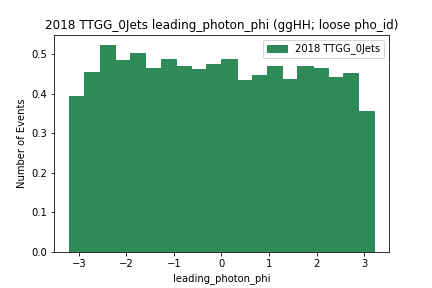 2018 TTGG_0Jets leading_photon_phi (ggHH; loose pho_id)
2018 TTGG_0Jets
Number of Events
0.5
0.4
0.3
0.2
0.1
0.0
−3 −2 −1 0 1 2 3
leading_photon_phi